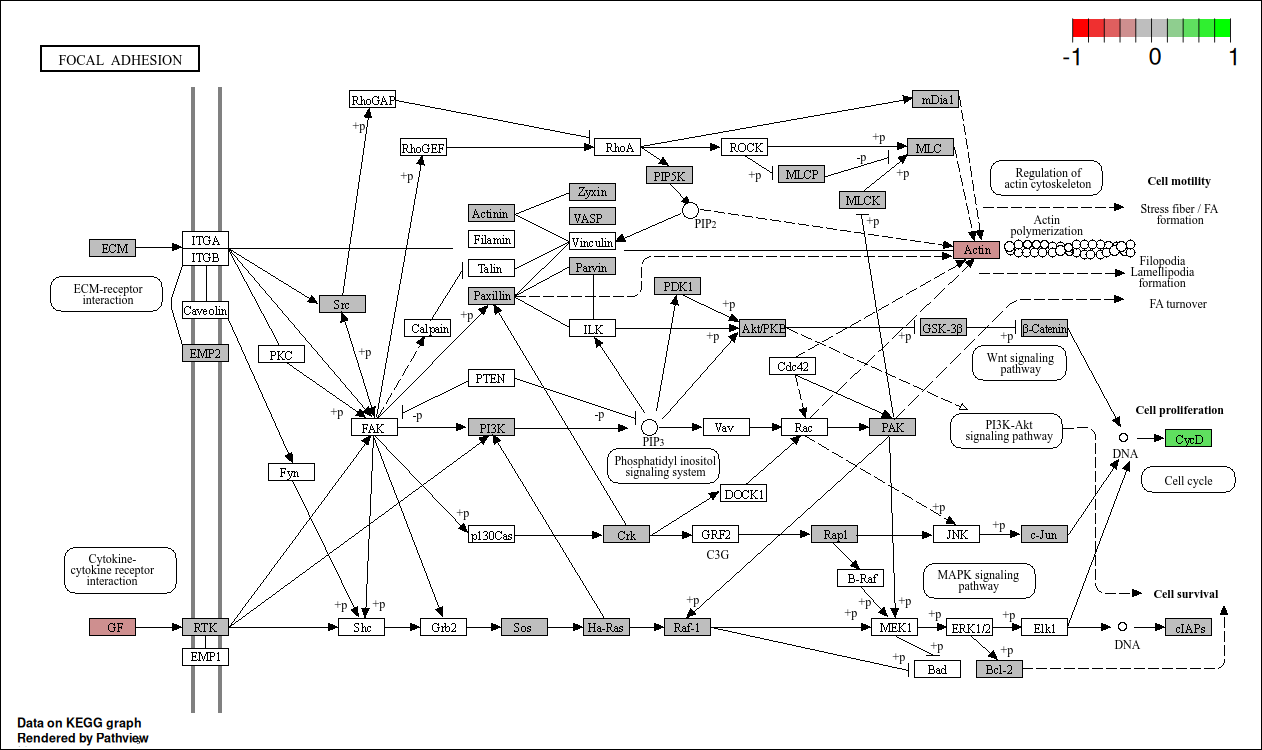 -1 0 1
FOCAL ADHESION
RhoGAP
mDia1
+p
RhoGEF
RhoA
ROCK
+p
MLC
-p
+p
+p
MLCP
+p
PIP5K
MLCK
+p
Regulation of
actin cytoskeleton
Cell motility
Zyxin
Actinin
VASP
PIP2
Stress fiber / FA
formation
Actin
polymerization
Filamin
Vinculin
ECM
ITGA
ITGB
Actin
Talin
Parvin
Filopodia
Lamellipodia
formation
ECM-receptor
interaction
Paxillin
PDK1
Src
+p
+p
FA turnover
Caveolin
Calpain
ILK
+p
Akt/PKB
GSK-3β
+p
+p
β-Catenin
EMP2
PKC
+p
Cdc42
Wnt signaling
pathway
PTEN
+p
-p
-p
Cell proliferation
FAK
PI3K
PIP3
Vav
Rac
PAK
PI3K-Akt
signaling pathway
CycD
DNA
Phosphatidyl inositol
signaling system
Fyn
Cell cycle
DOCK1
+p
+p
+p
p130Cas
Crk
GRF2
C3G
Rap1
JNK
c-Jun
Cytokine-
cytokine receptor
interaction
B-Raf
MAPK signaling
pathway
Cell survival
+p
+p
+p
+p
+p
+p
+p
+p
GF
RTK
Shc
Grb2
Sos
Ha-Ras
Raf-1
MEK1
ERK1/2
Elk1
DNA
cIAPs
EMP1
+p
+p
+p
Bad
Bcl-2
Data on KEGG graph
Rendered by Pathview